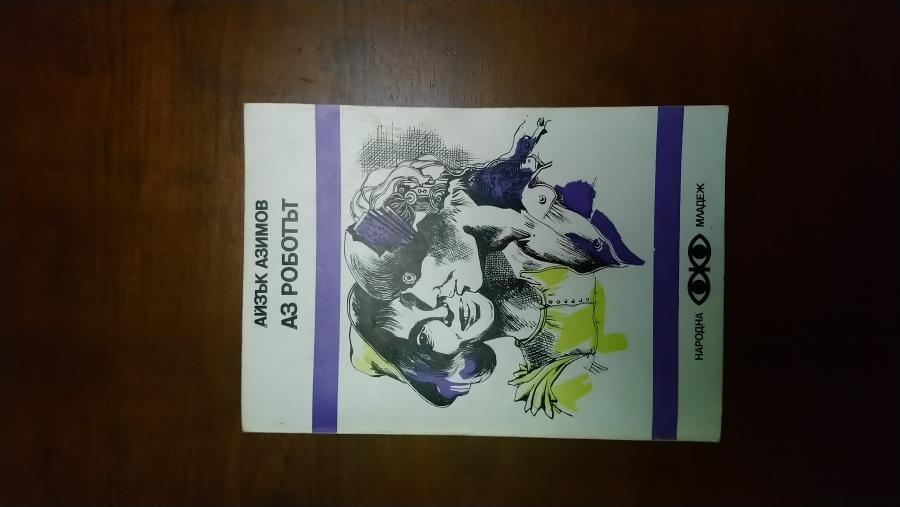 АЙЗЪК АЗИМОВ
АЗ РОБОТЪТ
НАРОДНА МЛАДЕЖ